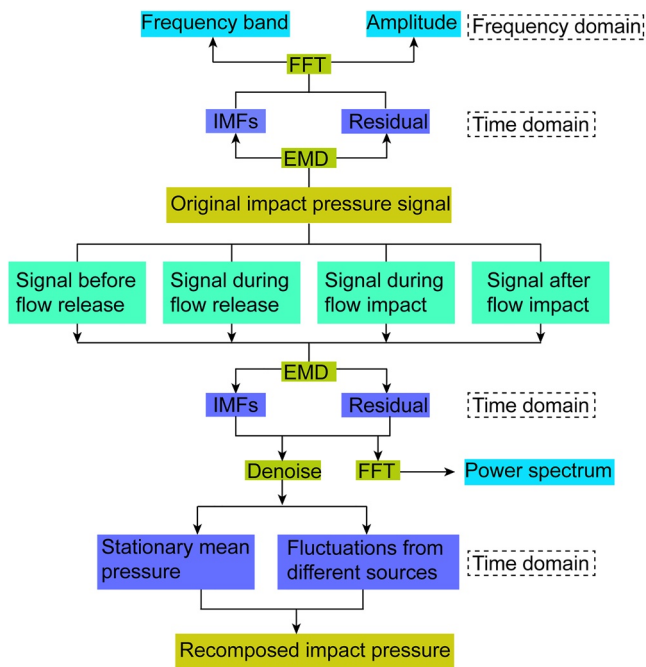 Frequency band
Amplitude
Frequency domain
FFT
IMFs
Residual
Time domain
EMD
Original impact pressure signal
Signal before
flow release
Signal during
flow release
Signal during
flow impact
Signal after
flow impact
EMD
IMFs
Residual
Time domain
Denoise
FFT
Power spectrum
Stationary mean
pressure
Fluctuations from
different sources
Time domain
Recomposed impact pressure